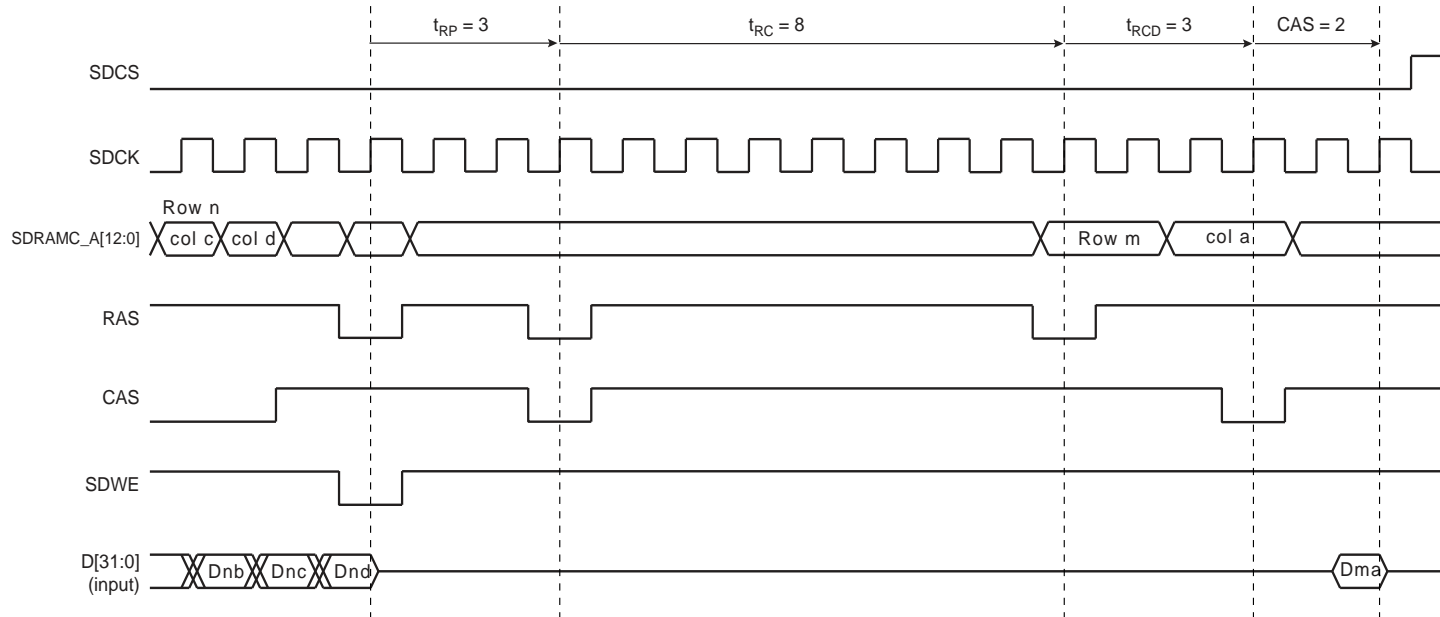 tRP = 3 tRC = 8 tRCD = 3 CAS = 2
SDCS
SDCK
Row n
SDRAMC_A[12:0] col c col d Row m col a
RAS
CAS
SDWE
D[31:0]
(input)
Dnb Dnc Dnd Dma